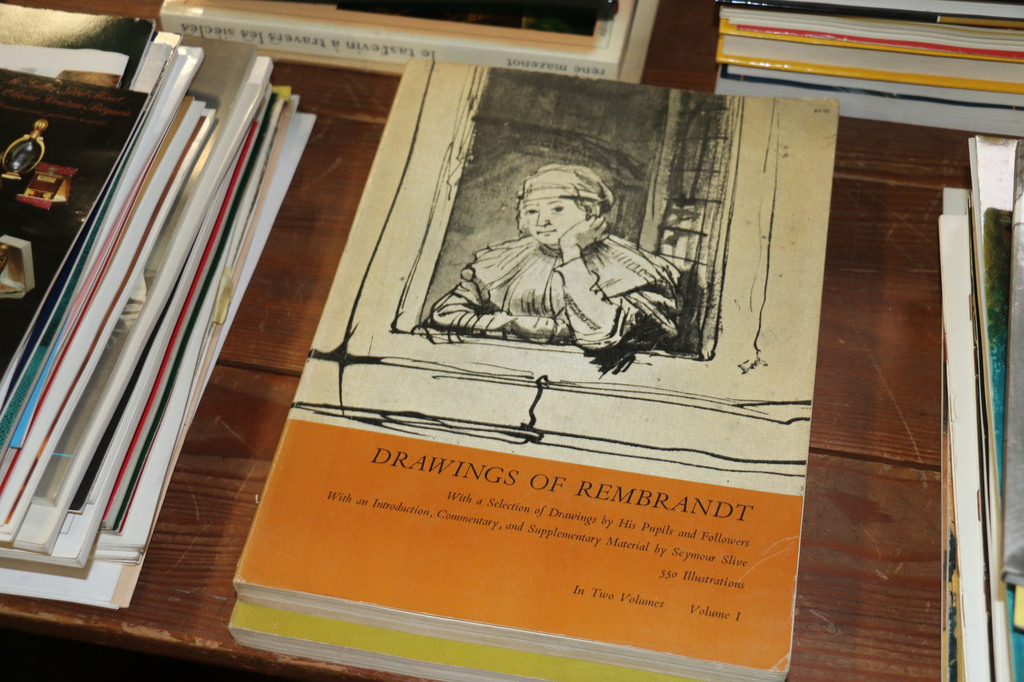 rene mazenot
le tastevin à travers les siècles
DRAWINGS OF REMBRANDT
With a Selection of Drawings by His Pupils and Followers
With an Introduction, Commentary, and Supplementary Material by Seymour Slive
550 Illustrations
In Two Volumes Volume I